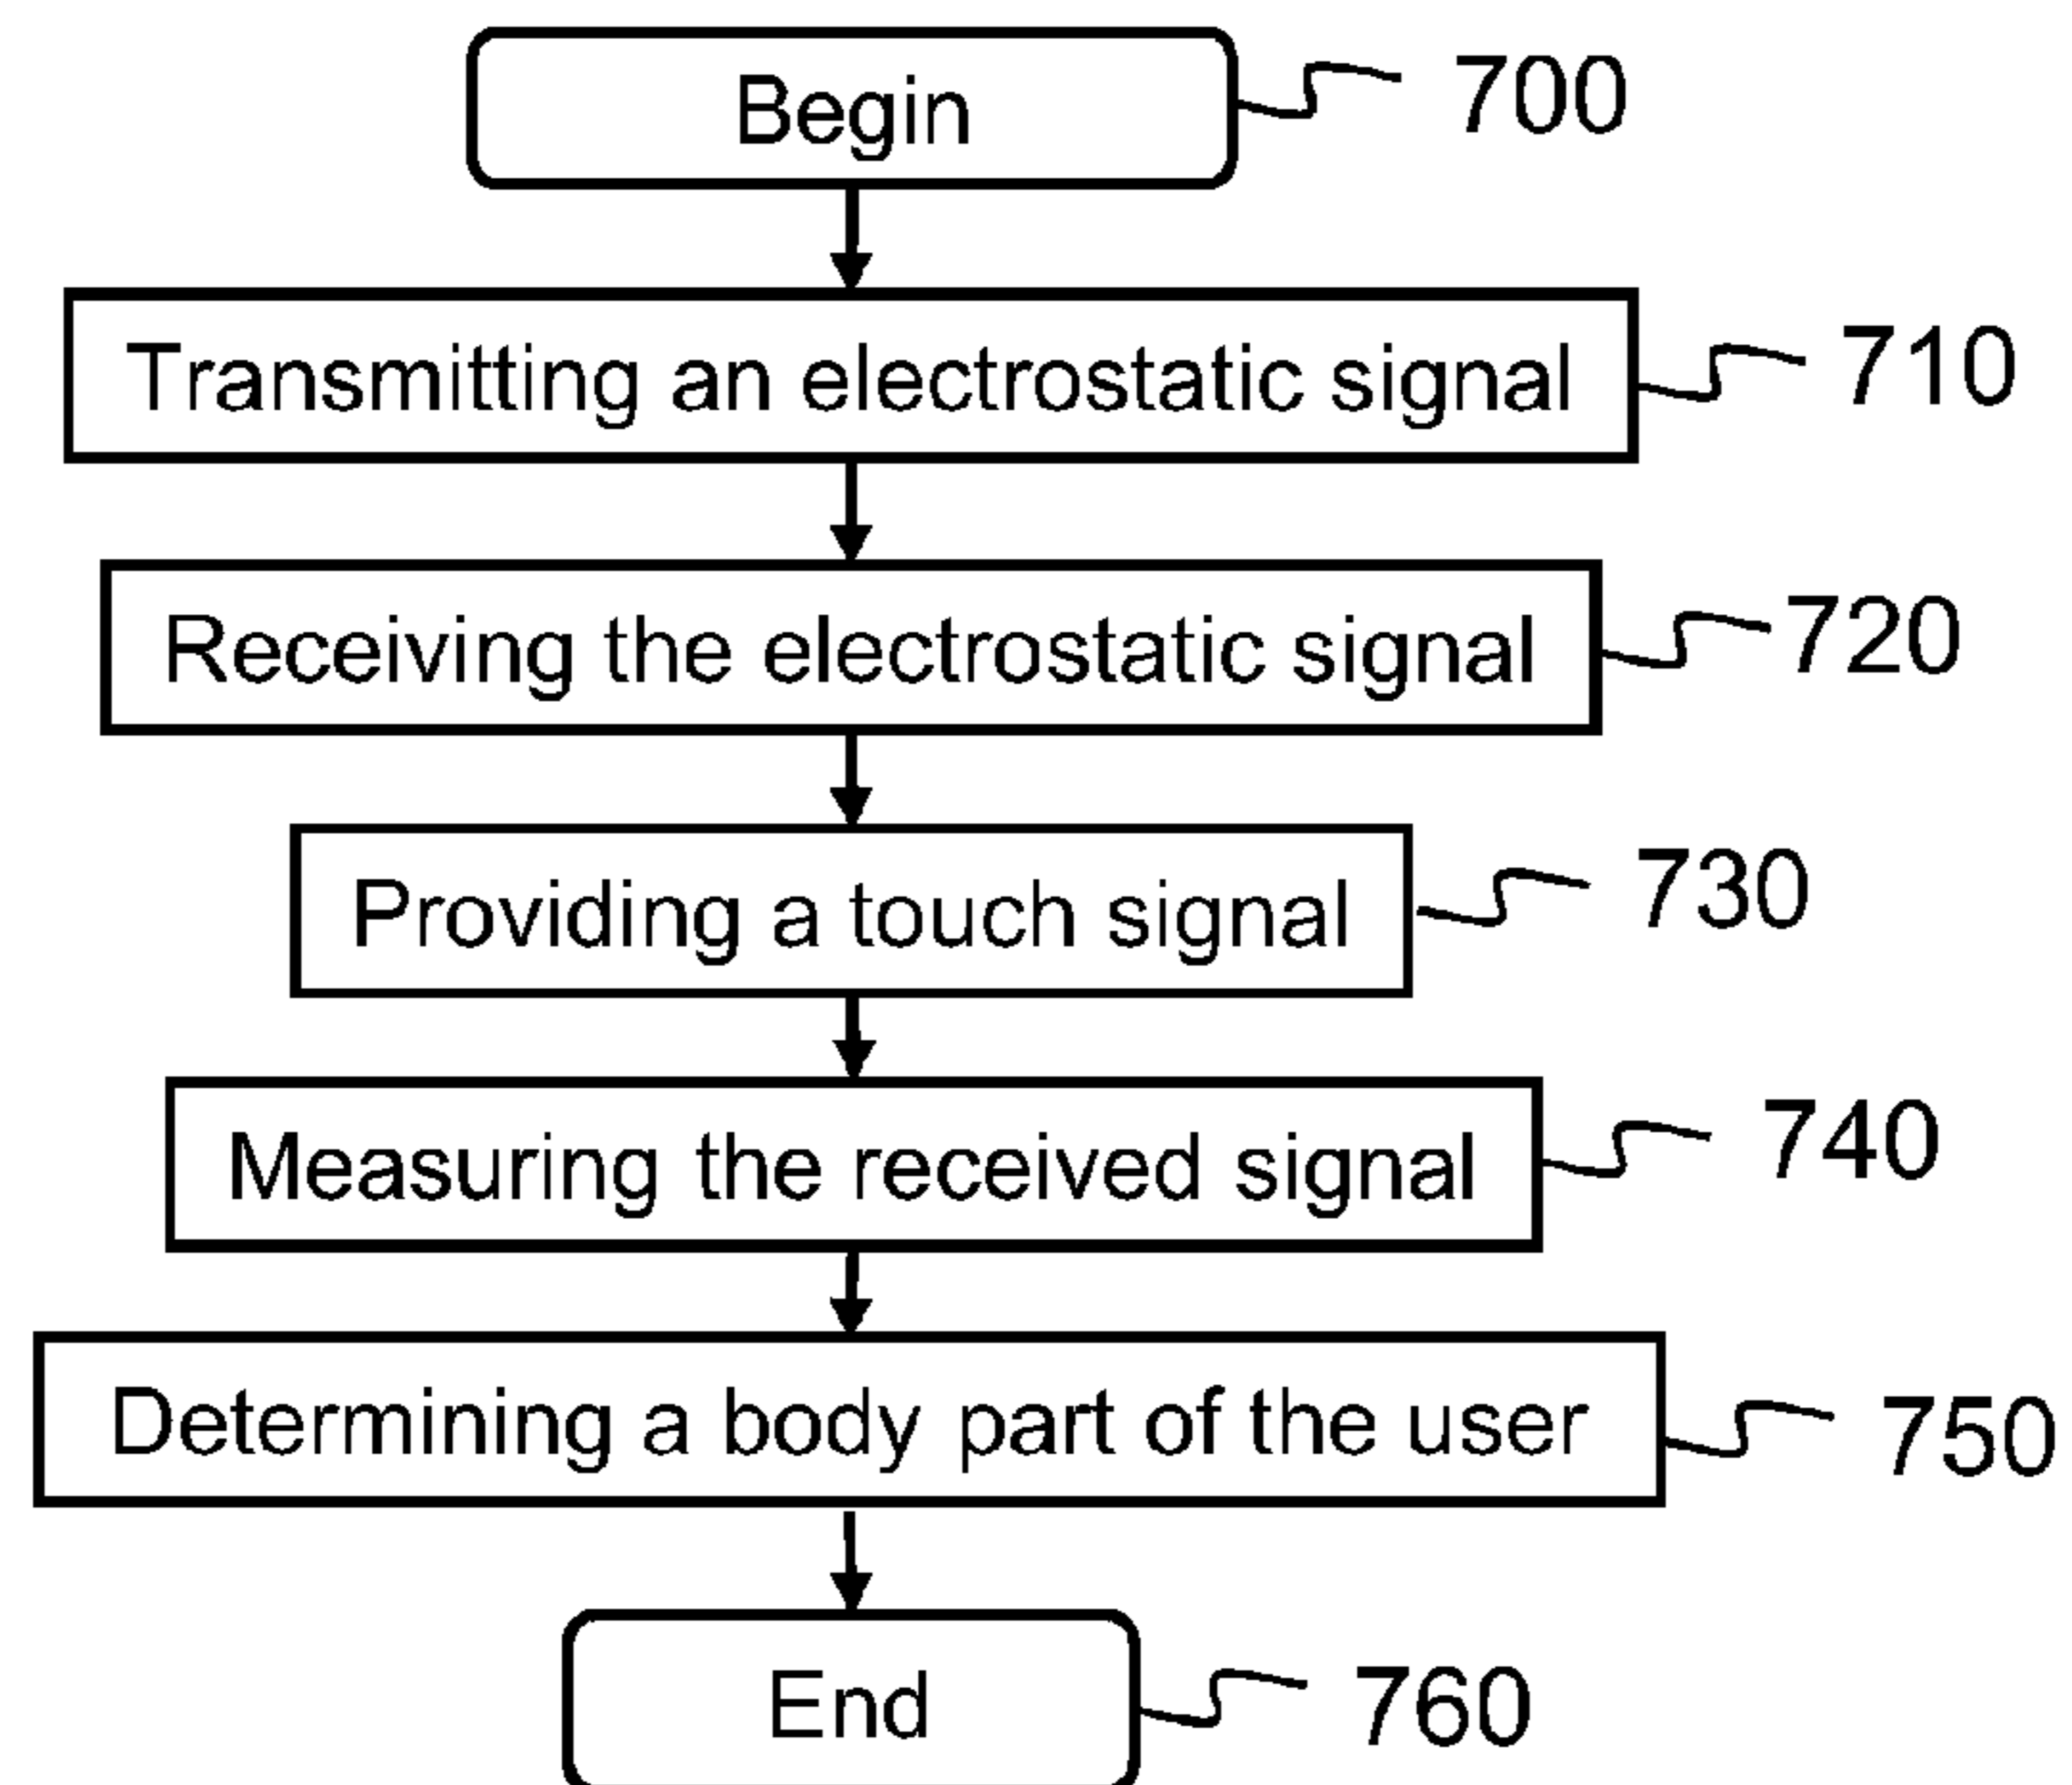 Begin 700
Transmitting an electrostatic signal 710
Receiving the electrostatic signal 720
Providing a touch signal 730
Measuring the received signal 740
Determining a body part of the user 750
End 760